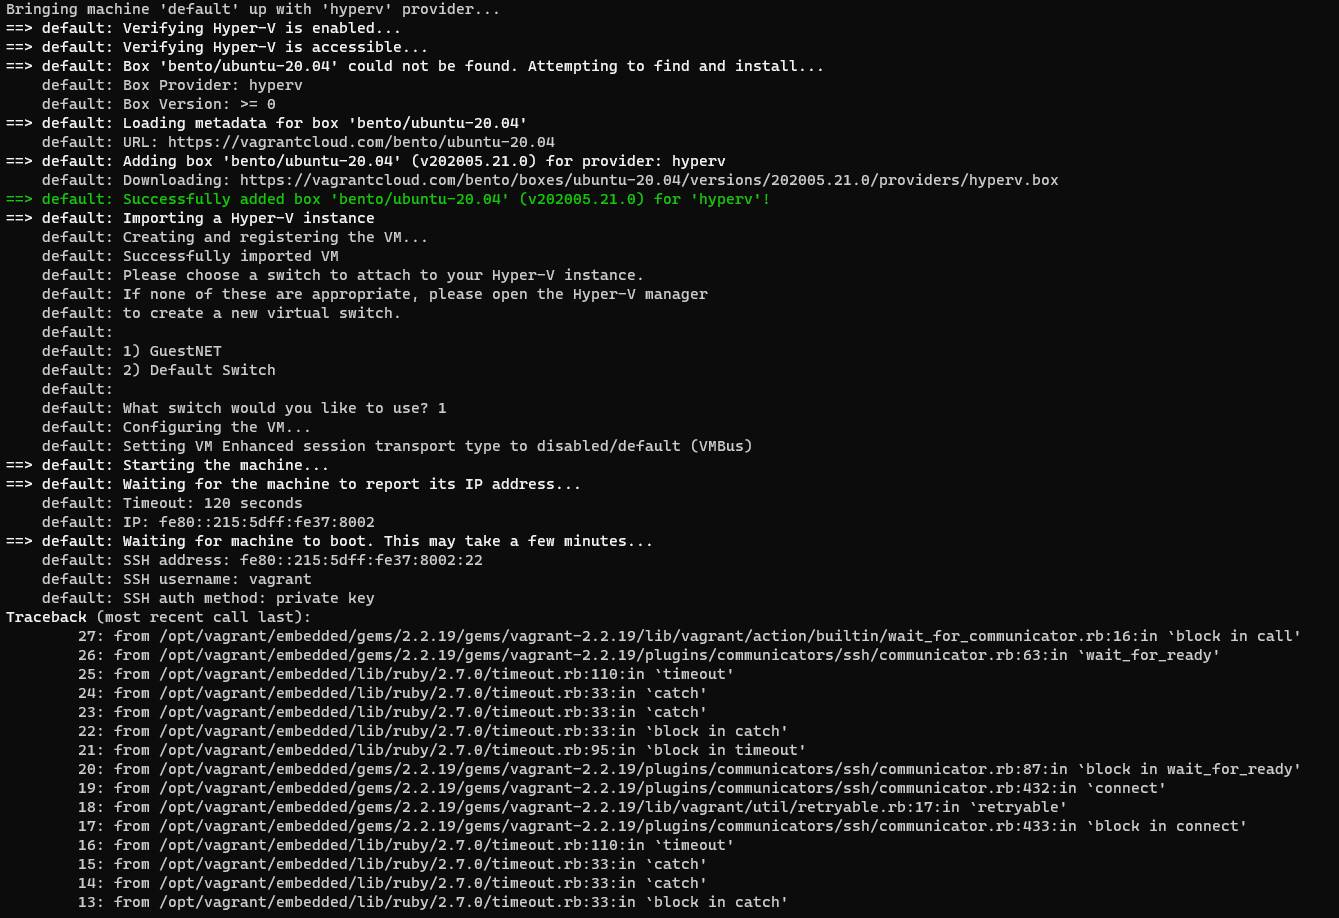 Bringing machine 'default' up with 'hyperv' provider...
==> default: Verifying Hyper-V is enabled...
==> default: Verifying Hyper-V is accessible...
==> default: Box 'bento/ubuntu-20.04' could not be found. Attempting to find and install...
    default: Box Provider: hyperv
    default: Box Version: >= 0
==> default: Loading metadata for box 'bento/ubuntu-20.04'
    default: URL: https://vagrantcloud.com/bento/ubuntu-20.04
==> default: Adding box 'bento/ubuntu-20.04' (v202005.21.0) for provider: hyperv
    default: Downloading: https://vagrantcloud.com/bento/boxes/ubuntu-20.04/versions/202005.21.0/providers/hyperv.box
==> default: Successfully added box 'bento/ubuntu-20.04' (v202005.21.0) for 'hyperv'!
==> default: Importing a Hyper-V instance
    default: Creating and registering the VM...
    default: Successfully imported VM
    default: Please choose a switch to attach to your Hyper-V instance.
    default: If none of these are appropriate, please open the Hyper-V manager
    default: to create a new virtual switch.
    default:
    default: 1) GuestNET
    default: 2) Default Switch
    default:
    default: What switch would you like to use? 1
    default: Configuring the VM...
    default: Setting VM Enhanced session transport type to disabled/default (VMBus)
==> default: Starting the machine...
==> default: Waiting for the machine to report its IP address...
    default: Timeout: 120 seconds
    default: IP: fe80::215:5dff:fe37:8002
==> default: Waiting for machine to boot. This may take a few minutes...
    default: SSH address: fe80::215:5dff:fe37:8002:22
    default: SSH username: vagrant
    default: SSH auth method: private key
Traceback (most recent call last):
        27: from /opt/vagrant/embedded/gems/2.2.19/gems/vagrant-2.2.19/lib/vagrant/action/builtin/wait_for_communicator.rb:16:in `block in call'
        26: from /opt/vagrant/embedded/gems/2.2.19/gems/vagrant-2.2.19/plugins/communicators/ssh/communicator.rb:63:in `wait_for_ready'
        25: from /opt/vagrant/embedded/lib/ruby/2.7.0/timeout.rb:110:in `timeout'
        24: from /opt/vagrant/embedded/lib/ruby/2.7.0/timeout.rb:33:in `catch'
        23: from /opt/vagrant/embedded/lib/ruby/2.7.0/timeout.rb:33:in `catch'
        22: from /opt/vagrant/embedded/lib/ruby/2.7.0/timeout.rb:33:in `block in catch'
        21: from /opt/vagrant/embedded/lib/ruby/2.7.0/timeout.rb:95:in `block in timeout'
        20: from /opt/vagrant/embedded/gems/2.2.19/gems/vagrant-2.2.19/plugins/communicators/ssh/communicator.rb:87:in `block in wait_for_ready'
        19: from /opt/vagrant/embedded/gems/2.2.19/gems/vagrant-2.2.19/plugins/communicators/ssh/communicator.rb:432:in `connect'
        18: from /opt/vagrant/embedded/gems/2.2.19/gems/vagrant-2.2.19/lib/vagrant/util/retryable.rb:17:in `retryable'
        17: from /opt/vagrant/embedded/gems/2.2.19/gems/vagrant-2.2.19/plugins/communicators/ssh/communicator.rb:433:in `block in connect'
        16: from /opt/vagrant/embedded/lib/ruby/2.7.0/timeout.rb:110:in `timeout'
        15: from /opt/vagrant/embedded/lib/ruby/2.7.0/timeout.rb:33:in `catch'
        14: from /opt/vagrant/embedded/lib/ruby/2.7.0/timeout.rb:33:in `catch'
        13: from /opt/vagrant/embedded/lib/ruby/2.7.0/timeout.rb:33:in `block in catch'